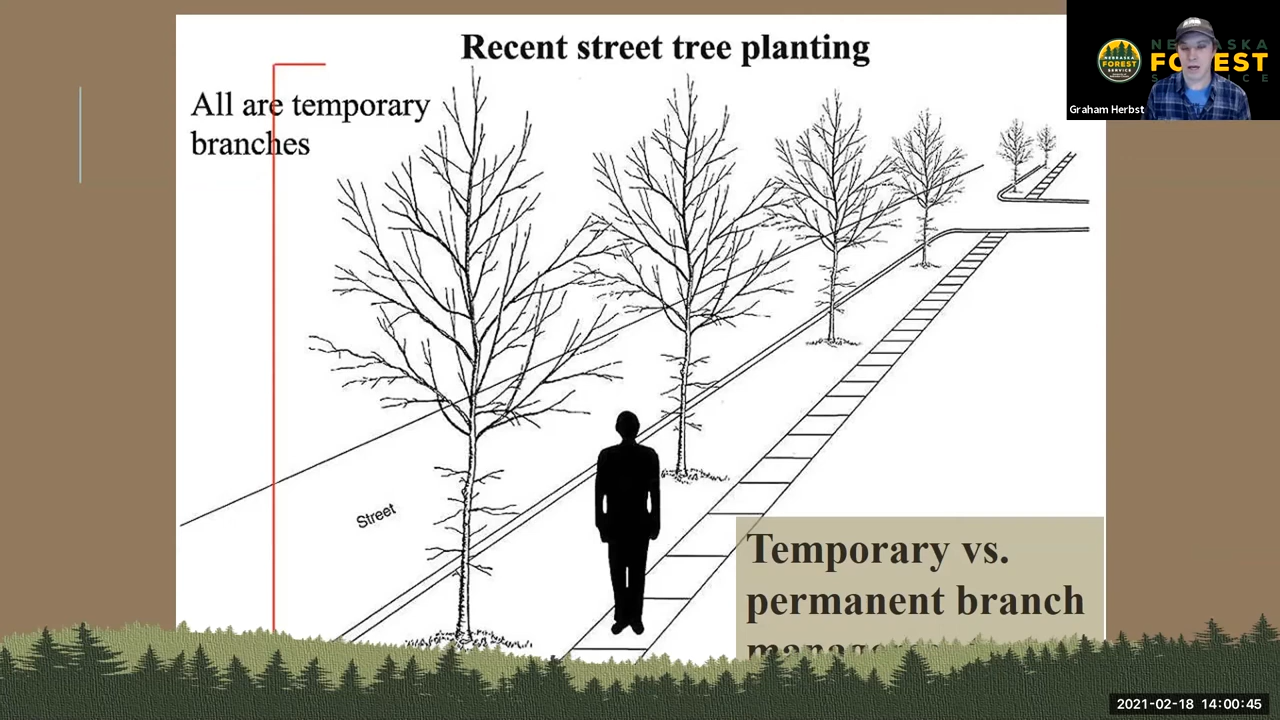 Recent street tree planting
All are temporary
branches
Street
Temporary vs.
permanent branch
NEBRASKA
FOREST
SERVICE
Graham Herbst
2021-02-18 14:00:45